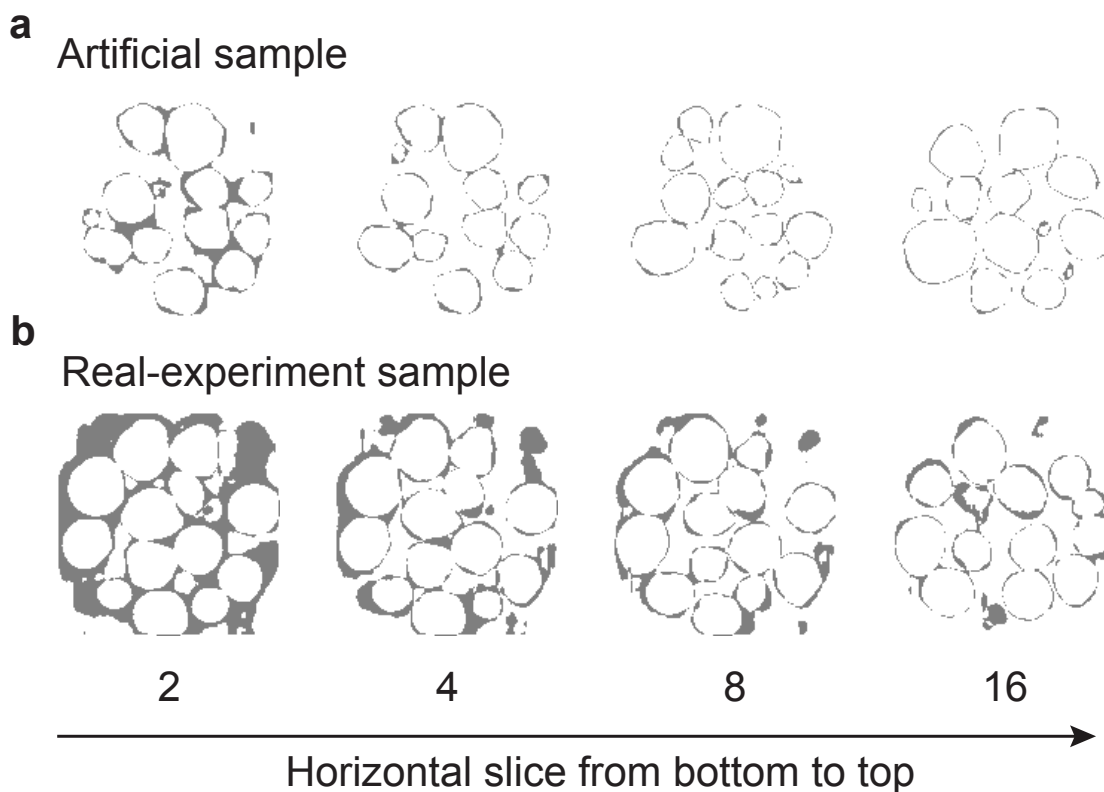 a
Artificial sample
b
Real-experiment sample
2 4 8 16
Horizontal slice from bottom to top